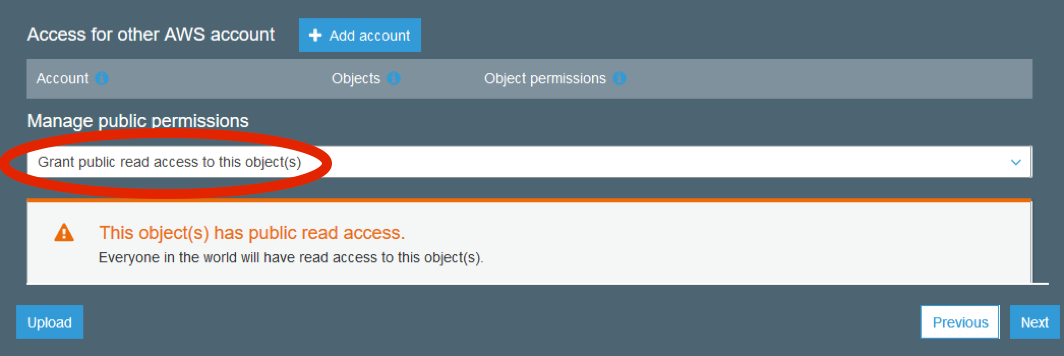 Access for other AWS account + Add account
Account Objects Object permissions
Manage public permissions
Grant public read access to this object(s)
This object(s) has public read access.
Everyone in the world will have read access to this object(s).
Upload Previous Next